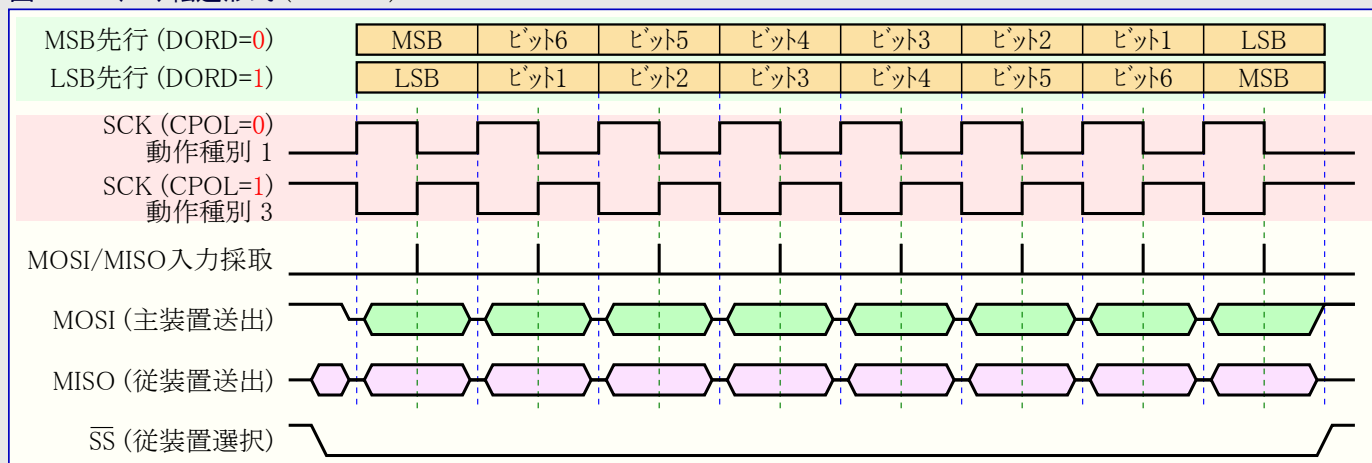 MSB先行 (DORD=0) MSB ビット6 ビット5 ビット4 ビット3 ビット2 ビット1 LSB
LSB先行 (DORD=1) LSB ビット1 ビット2 ビット3 ビット4 ビット5 ビット6 MSB
SCK (CPOL=0)
動作種別 1
SCK (CPOL=1)
動作種別 3
MOSI/MISO入力採取
MOSI (主装置送出)
MISO (従装置送出)
SS (従装置選択)